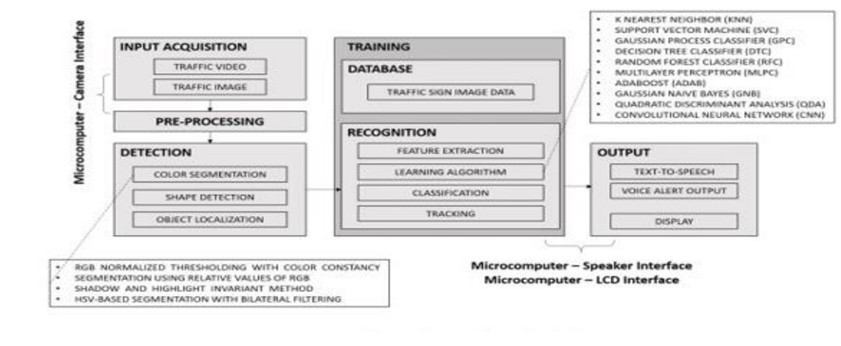 Microcomputer – Camera Interface
INPUT ACQUISITION
TRAFFIC VIDEO
TRAFFIC IMAGE
PRE-PROCESSING
DETECTION
COLOR SEGMENTATION
SHAPE DETECTION
OBJECT LOCALIZATION
• RGB NORMALIZED THRESHOLDING WITH COLOR CONSTANCY
• SEGMENTATION USING RELATIVE VALUES OF RGB
• SHADOW AND HIGHLIGHT INVARIANT METHOD
• HSV-BASED SEGMENTATION WITH BILATERAL FILTERING
TRAINING
DATABASE
TRAFFIC SIGN IMAGE DATA
RECOGNITION
FEATURE EXTRACTION
LEARNING ALGORITHM
CLASSIFICATION
TRACKING
• K NEAREST NEIGHBOR (KNN)
• SUPPORT VECTOR MACHINE (SVC)
• GAUSSIAN PROCESS CLASSIFIER (GPC)
• DECISION TREE CLASSIFIER (DTC)
• RANDOM FOREST CLASSIFIER (RFC)
• MULTILAYER PERCEPTRON (MLPC)
• ADABOOST (ADAB)
• GAUSSIAN NAIVE BAYES (GNB)
• QUADRATIC DISCRIMINANT ANALYSIS (QDA)
• CONVOLUTIONAL NEURAL NETWORK (CNN)
OUTPUT
TEXT-TO-SPEECH
VOICE ALERT OUTPUT
DISPLAY
Microcomputer – Speaker Interface
Microcomputer – LCD Interface